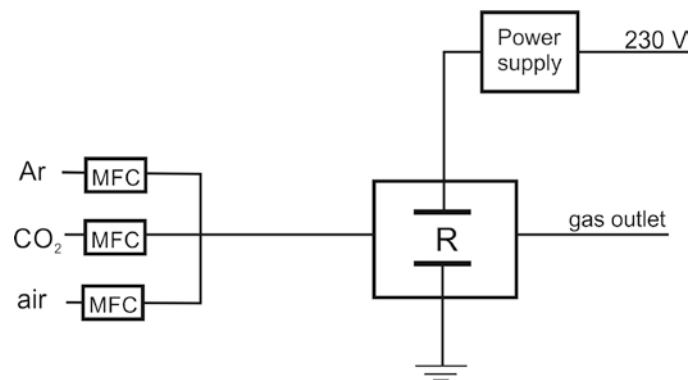 Power
supply
230 V
Ar
MFC
CO₂
MFC
air
MFC
R
gas outlet